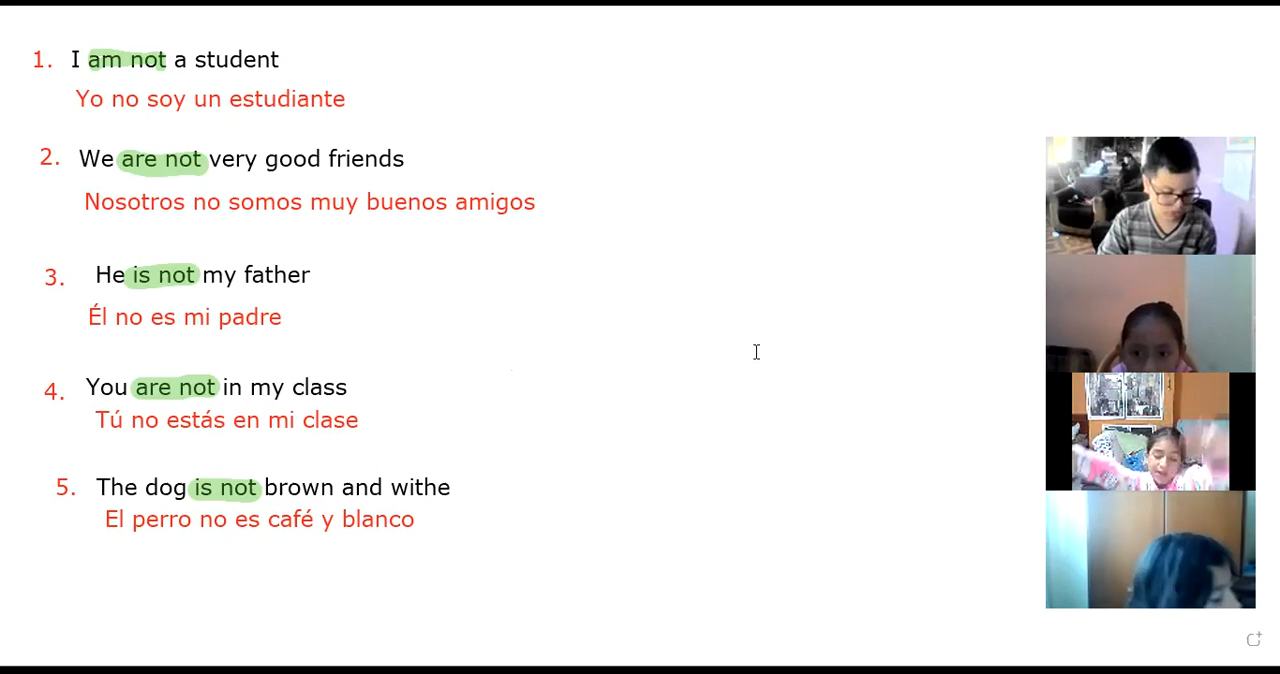 1. I am not a student
Yo no soy un estudiante
2. We are not very good friends
Nosotros no somos muy buenos amigos
3. He is not my father
Él no es mi padre
4. You are not in my class
Tú no estás en mi clase
5. The dog is not brown and withe
El perro no es café y blanco